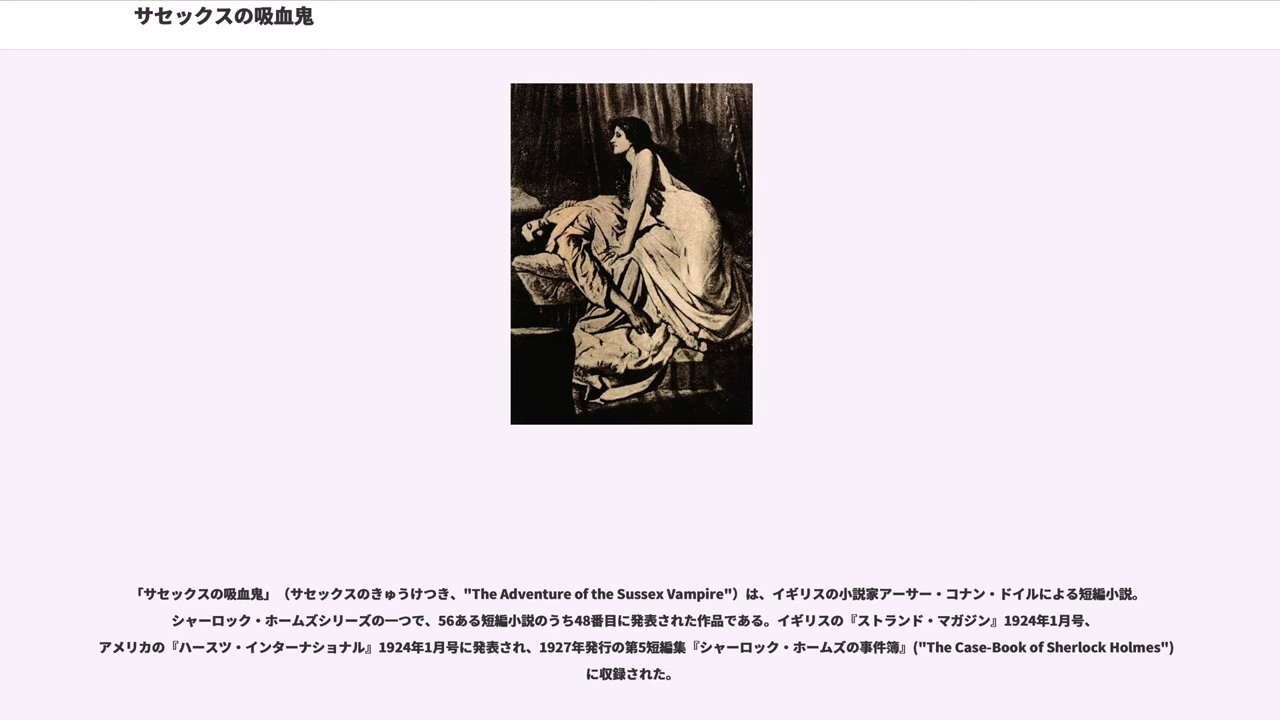 サセックスの吸血鬼
「サセックスの吸血鬼」（サセックスのきゅうけつき、"The Adventure of the Sussex Vampire"）は、イギリスの小説家アーサー・コナン・ドイルによる短編小説。
シャーロック・ホームズシリーズの一つで、56ある短編小説のうち48番目に発表された作品である。イギリスの『ストランド・マガジン』1924年1月号、
アメリカの『ハースツ・インターナショナル』1924年1月号に発表され、1927年発行の第5短編集『シャーロック・ホームズの事件簿』("The Case-Book of Sherlock Holmes")
に収録された。